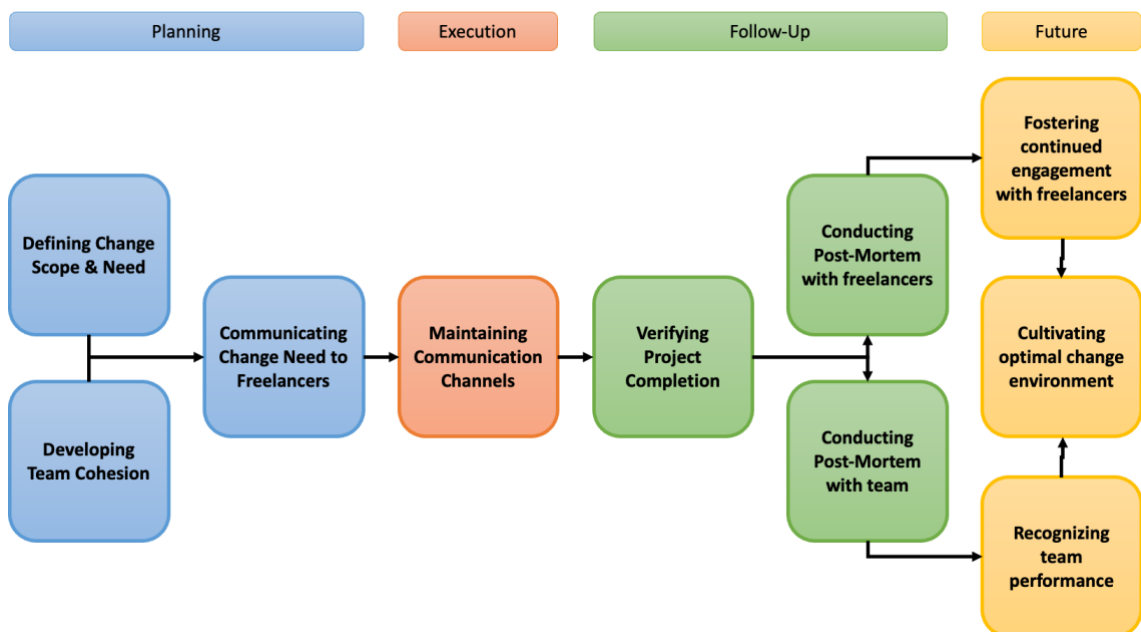 Planning
Execution
Follow-Up
Future
Defining Change
Scope & Need
Developing
Team Cohesion
Communicating
Change Need to
Freelancers
Maintaining
Communication
Channels
Verifying
Project
Completion
Conducting
Post-Mortem
with freelancers
Conducting
Post-Mortem
with team
Fostering
continued
engagement
with freelancers
Cultivating
optimal change
environment
Recognizing
team
performance